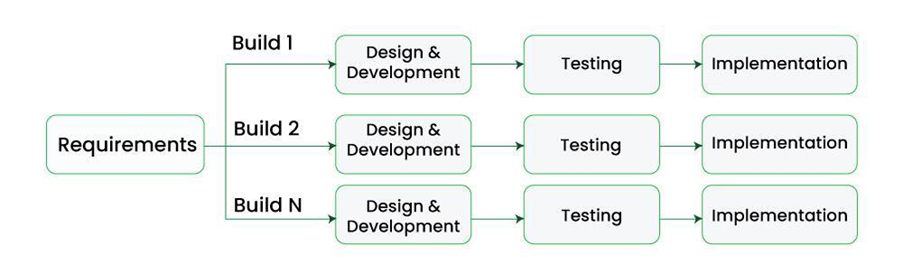 Build 1
Design &
Development
Testing
Implementation
Requirements
Build 2
Design &
Development
Testing
Implementation
Build N
Design &
Development
Testing
Implementation